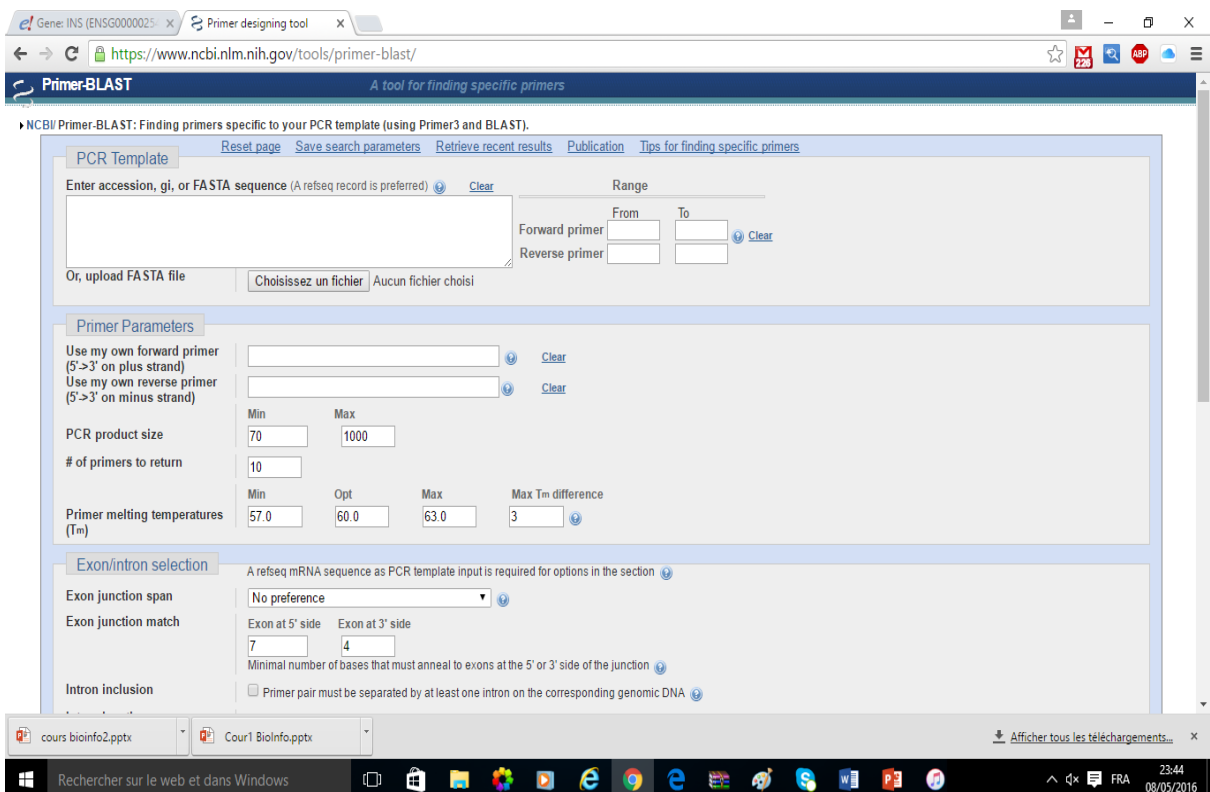 Gene: INS (ENSG0000025
Primer designing tool
https://www.ncbi.nlm.nih.gov/tools/primer-blast/
226
ABP
Primer-BLAST
A tool for finding specific primers
NCBI/ Primer-BLAST: Finding primers specific to your PCR template (using Primer3 and BLAST).
Reset page Save search parameters Retrieve recent results Publication Tips for finding specific primers
PCR Template
Enter accession, gi, or FASTA sequence (A refseq record is preferred) Clear
Range
From To
Forward primer
Clear
Reverse primer
Or, upload FASTA file
Choisissez un fichier Aucun fichier choisi
Primer Parameters
Use my own forward primer
(5'->3' on plus strand)
Clear
Use my own reverse primer
(5'->3' on minus strand)
Clear
Min Max
PCR product size
70 1000
# of primers to return
10
Min Opt Max Max Tm difference
Primer melting temperatures
(Tm)
57.0 60.0 63.0 3
Exon/intron selection
A refseq mRNA sequence as PCR template input is required for options in the section
Exon junction span
No preference
Exon junction match
Exon at 5' side Exon at 3' side
7 4
Minimal number of bases that must anneal to exons at the 5' or 3' side of the junction
Intron inclusion
Primer pair must be separated by at least one intron on the corresponding genomic DNA
cours bioinfo2.pptx
Cour1 BioInfo.pptx
Afficher tous les téléchargements...
Rechercher sur le web et dans Windows
FRA
23:44
08/05/2016